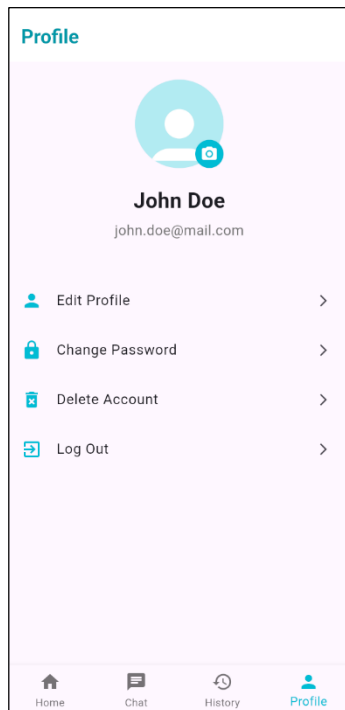 Profile
John Doe
john.doe@mail.com
Edit Profile
Change Password
Delete Account
Log Out
Home
Chat
History
Profile